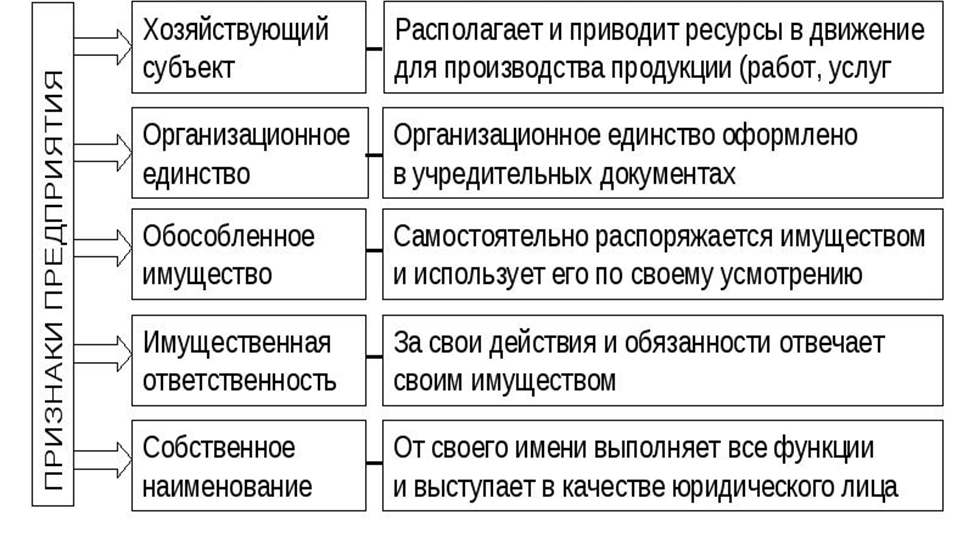 ПРИЗНАКИ ПРЕДПРИЯТИЯ
Хозяйствующий
субъект
Располагает и приводит ресурсы в движение
для производства продукции (работ, услуг
Организационное
единство
Организационное единство оформлено
в учредительных документах
Обособленное
имущество
Самостоятельно распоряжается имуществом
и использует его по своему усмотрению
Имущественная
ответственность
За свои действия и обязанности отвечает
своим имуществом
Собственное
наименование
От своего имени выполняет все функции
и выступает в качестве юридического лица